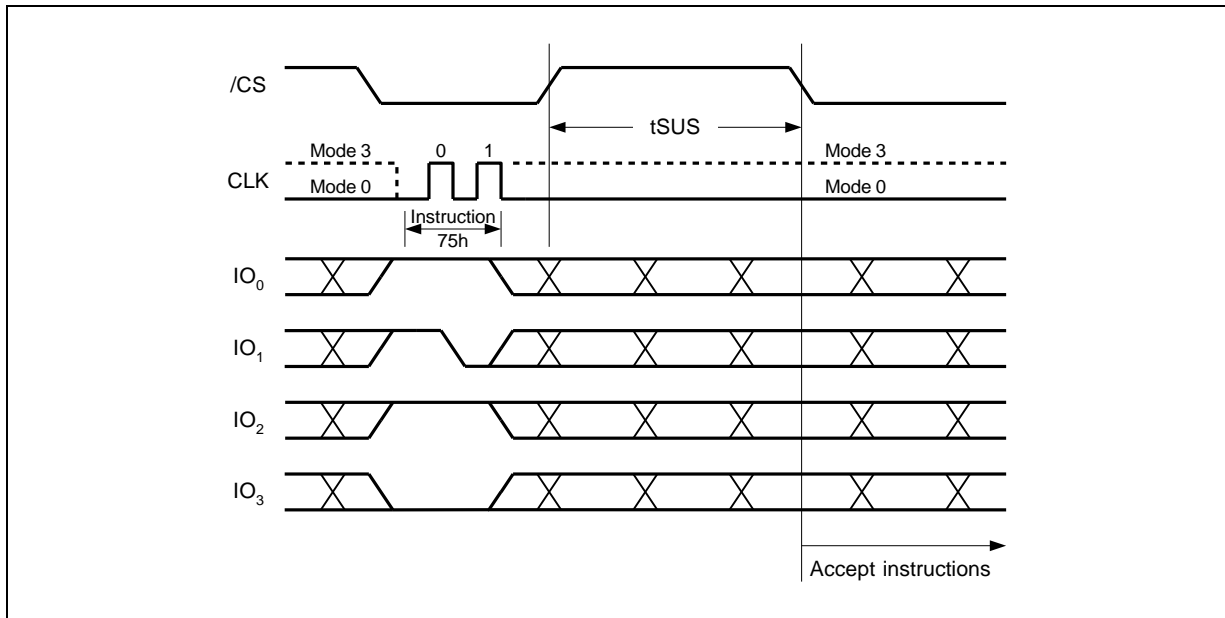 /CS
tSUS
Mode 3 0 1 Mode 3
CLK
Mode 0 Mode 0
Instruction
75h
IO0
IO1
IO2
IO3
Accept instructions